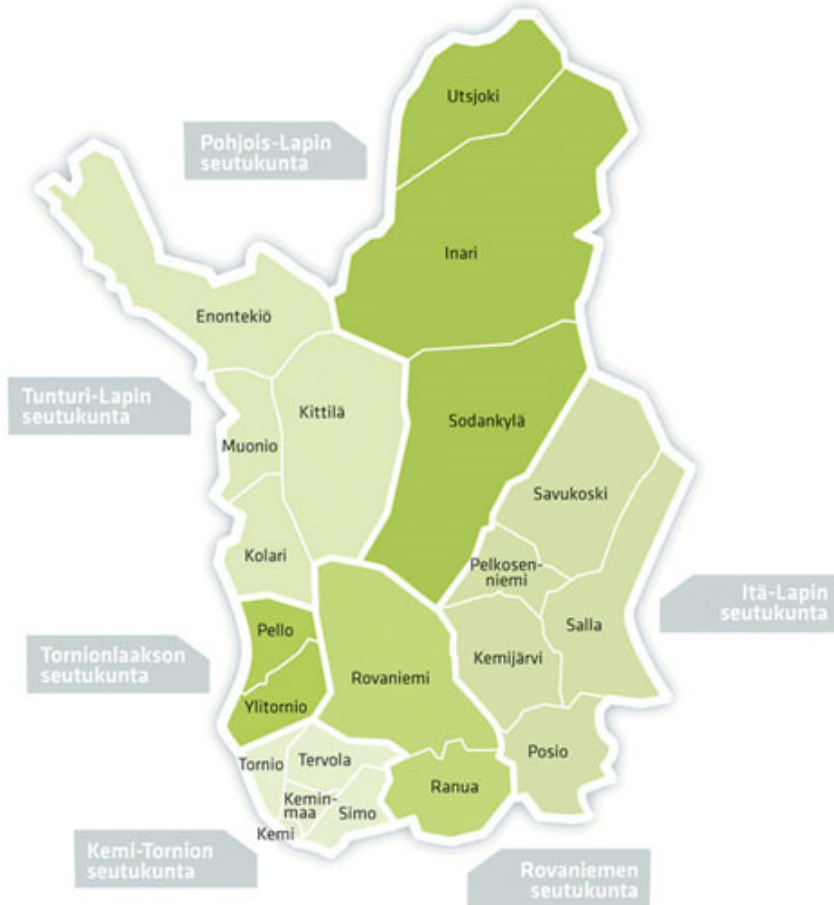 Utsjoki
Pohjois-Lapin
seutukunta
Inari
Enontekiö
Tunturi-Lapin
seutukunta
Kittilä
Muonio
Sodankylä
Savukoski
Kolari
Pelkosen-
niemi
Itä-Lapin
seutukunta
Salla
Pello
Tornionlaakson
seutukunta
Kemijärvi
Rovaniemi
Ylitornio
Posio
Tornio
Tervola
Ranua
Kemin-
maa
Simo
Kemi
Kemi-Tornion
seutukunta
Rovaniemen
seutukunta